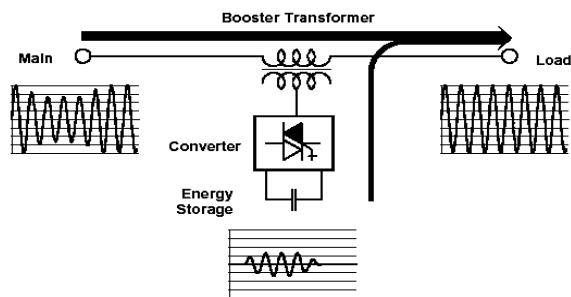 Booster Transformer
Main
Load
Converter
Energy
Storage